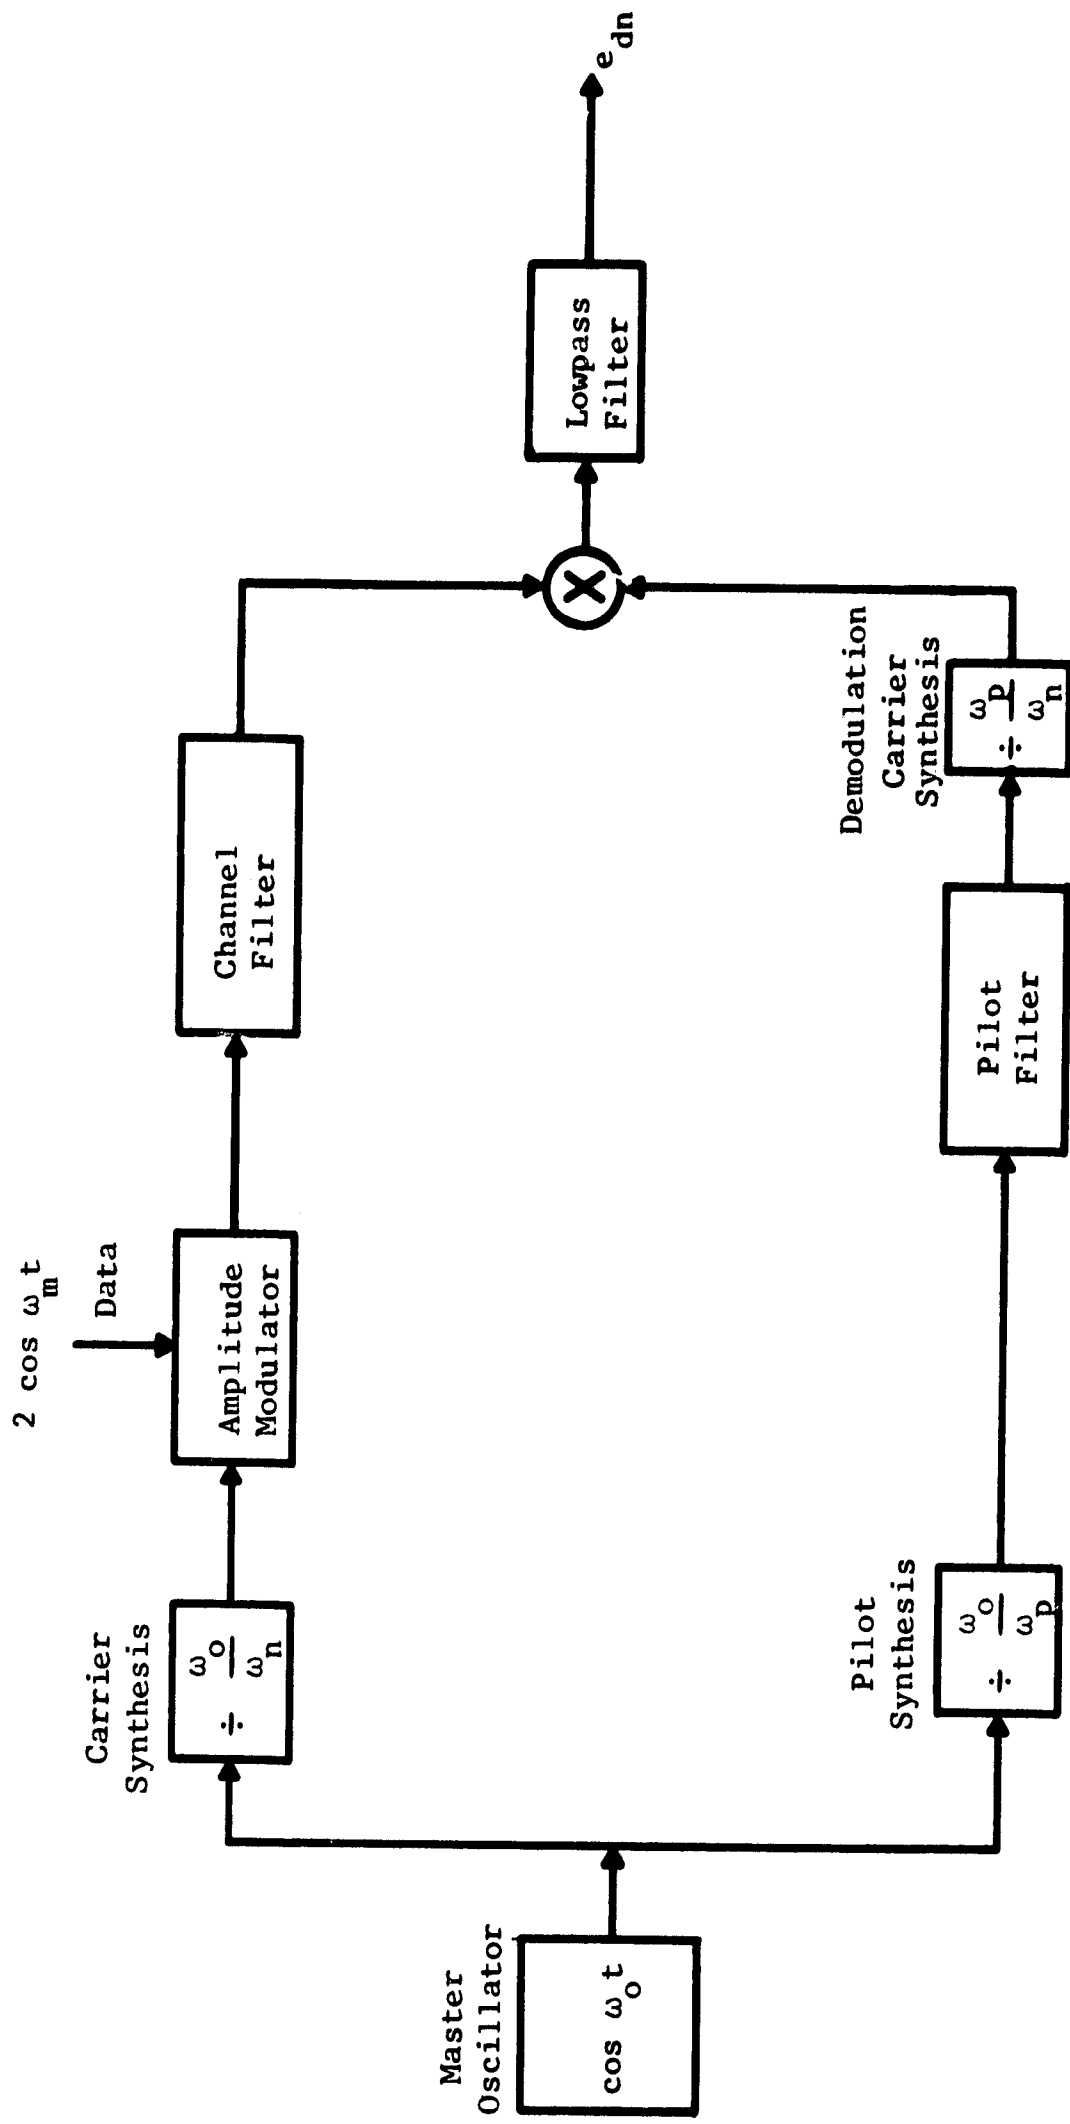 Master
Oscillator
cos ω_o t
Carrier
Synthesis
÷ ω_o / ω_n
2 cos ω_m t
Data
Amplitude
Modulator
Channel
Filter
Pilot
Synthesis
÷ ω_o / ω_p
Pilot
Filter
Demodulation
Carrier
Synthesis
÷ ω_p / ω_n
X
Lowpass
Filter
e_dn